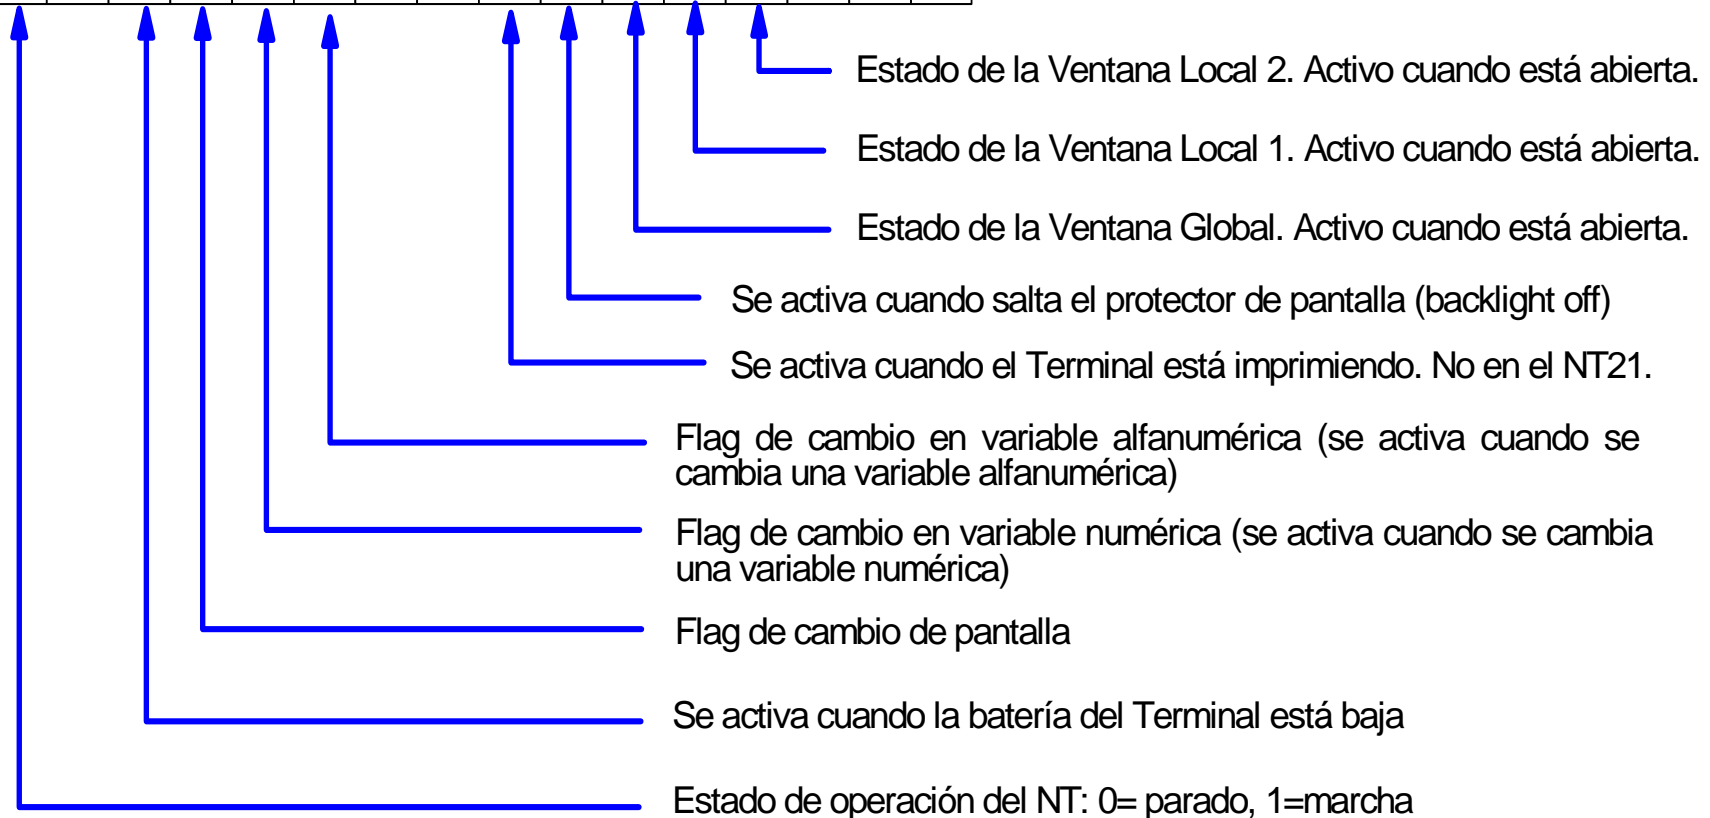 Estado de la Ventana Local 2. Activo cuando está abierta.
Estado de la Ventana Local 1. Activo cuando está abierta.
Estado de la Ventana Global. Activo cuando está abierta.
Se activa cuando salta el protector de pantalla (backlight off)
Se activa cuando el Terminal está imprimiendo. No en el NT21.
Flag de cambio en variable alfanumérica (se activa cuando se
cambia una variable alfanumérica)
Flag de cambio en variable numérica (se activa cuando se cambia
una variable numérica)
Flag de cambio de pantalla
Se activa cuando la batería del Terminal está baja
Estado de operación del NT: 0= parado, 1=marcha